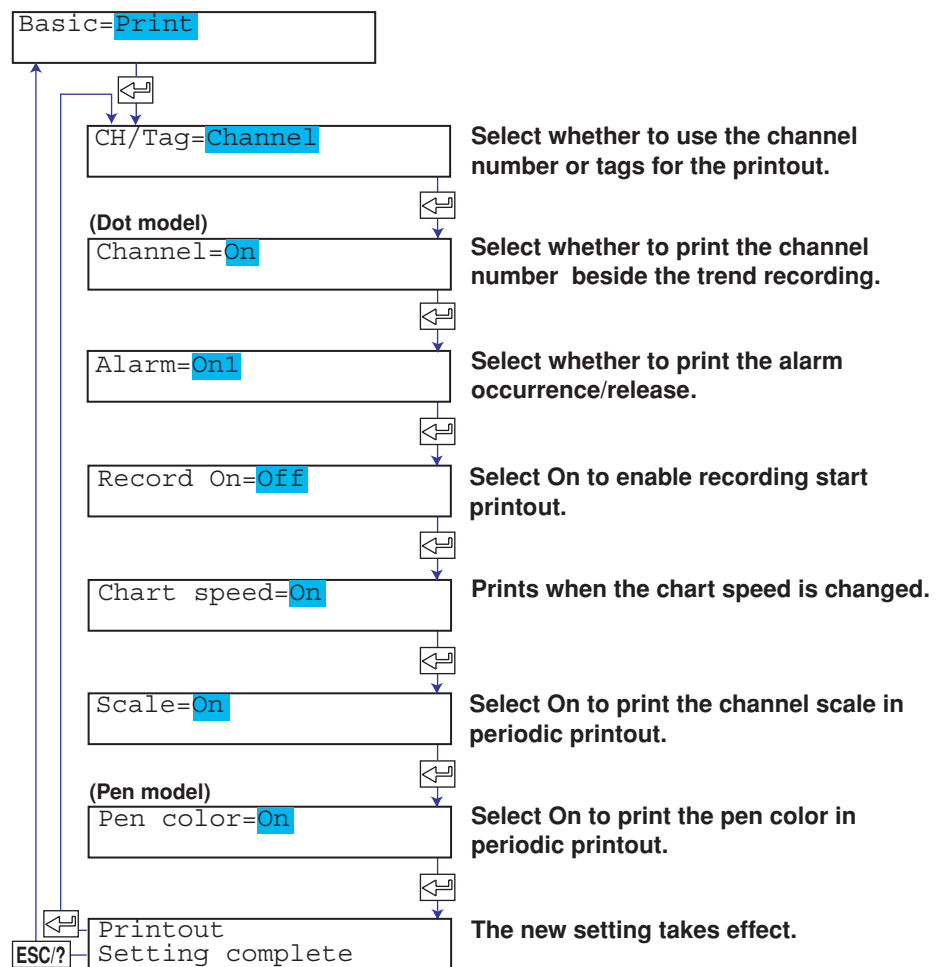 Basic=Print
CH/Tag=Channel
Select whether to use the channel
number or tags for the printout.
(Dot model)
Channel=On
Select whether to print the channel
number beside the trend recording.
Alarm=On1
Select whether to print the alarm
occurrence/release.
Record On=Off
Select On to enable recording start
printout.
Chart speed=On
Prints when the chart speed is changed.
Scale=On
Select On to print the channel scale in
periodic printout.
(Pen model)
Pen color=On
Select On to print the pen color in
periodic printout.
Printout
Setting complete
The new setting takes effect.
ESC/?